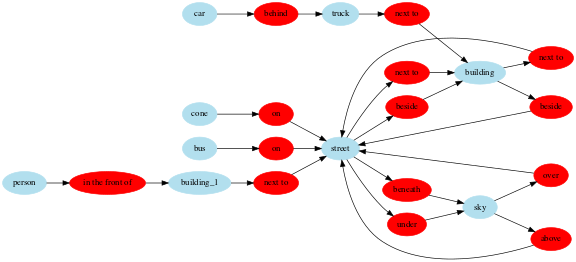 car
behind
truck
next to
next to
next to
building
beside
beside
cone
on
bus
on
street
person
in the front of
building_1
next to
beneath
over
sky
under
above